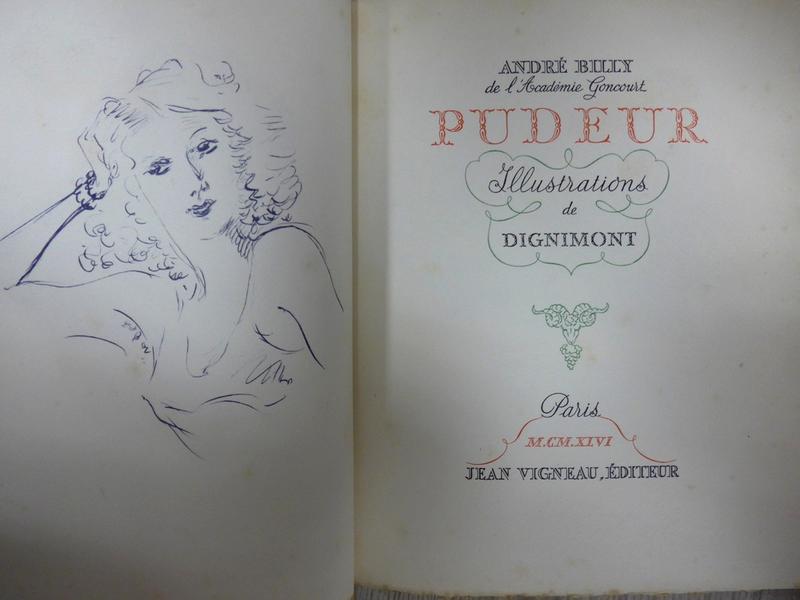 ANDRÉ BILLY
de l'Académie Goncourt
PUDEUR
Illustrations
de
DIGNIMONT
Paris
M.CM.XLVI
JEAN VIGNEAU, ÉDITEUR